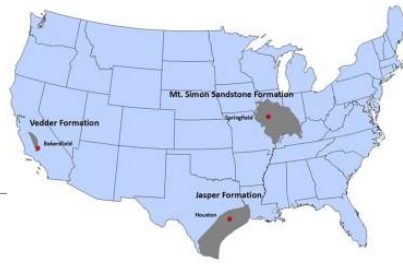 Mt. Simon Sandstone Formation
Springfield
Vedder Formation
Bakersfield
Jasper Formation
Houston